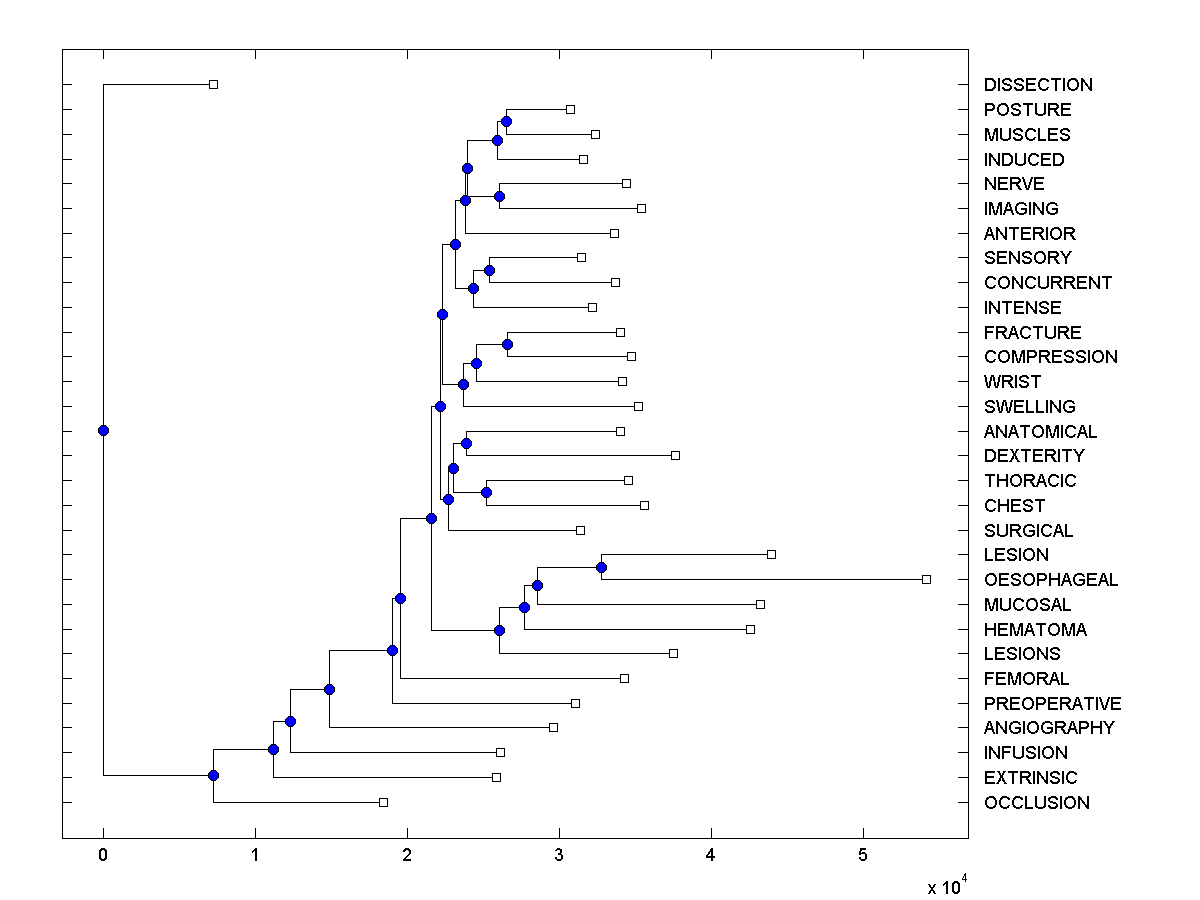 DISSECTION
POSTURE
MUSCLES
INDUCED
NERVE
IMAGING
ANTERIOR
SENSORY
CONCURRENT
INTENSE
FRACTURE
COMPRESSION
WRIST
SWELLING
ANATOMICAL
DEXTERITY
THORACIC
CHEST
SURGICAL
LESION
OESOPHAGEAL
MUCOSAL
HEMATOMA
LESIONS
FEMORAL
PREOPERATIVE
ANGIOGRAPHY
INFUSION
EXTRINSIC
OCCLUSION
0 1 2 3 4 5
x 10^4